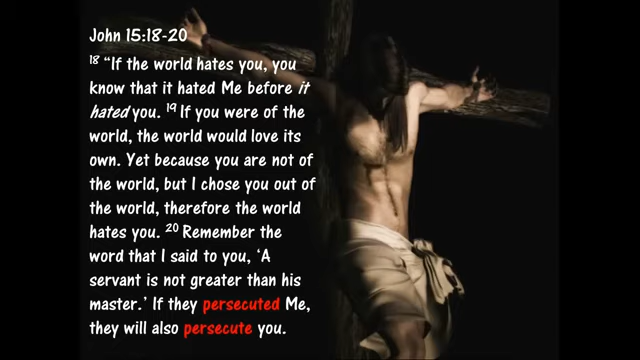 John 15:18-20
18 “If the world hates you, you
know that it hated Me before it
hated you. 19 If you were of the
world, the world would love its
own. Yet because you are not of
the world, but I chose you out of
the world, therefore the world
hates you. 20 Remember the
word that I said to you, ‘A
servant is not greater than his
master.’ If they persecuted Me,
they will also persecute you.